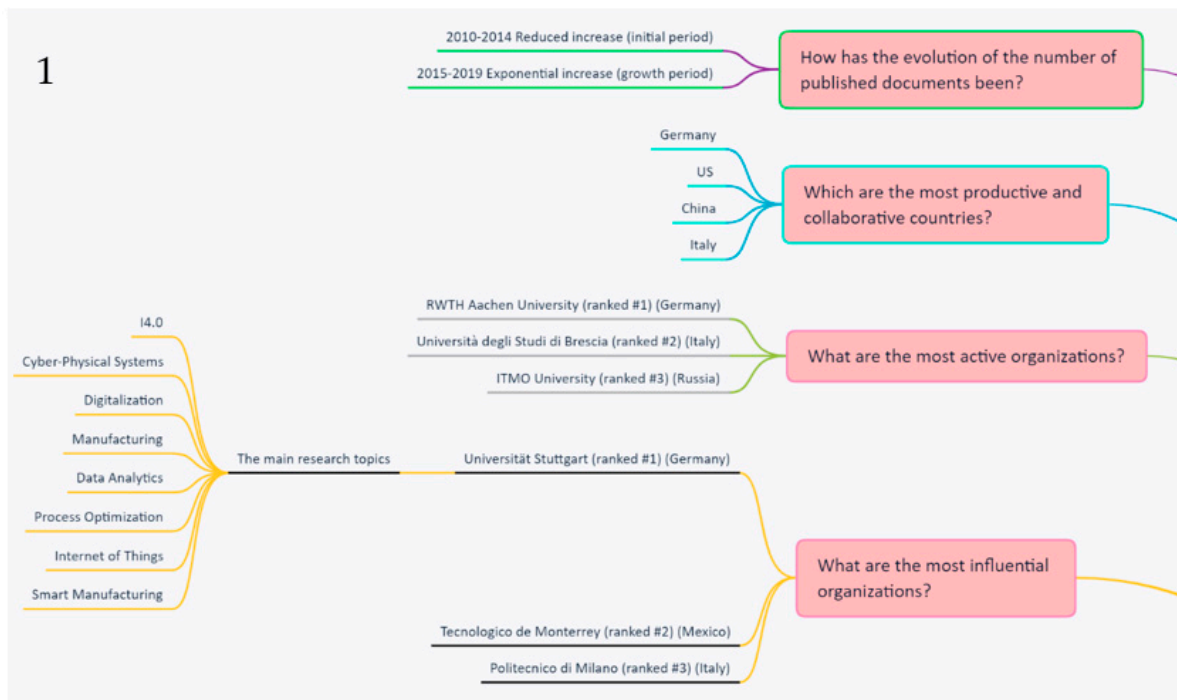 1
2010-2014 Reduced increase (initial period)
2015-2019 Exponential increase (growth period)
How has the evolution of the number of
published documents been?
Germany
US
China
Italy
Which are the most productive and
collaborative countries?
RWTH Aachen University (ranked #1) (Germany)
Università degli Studi di Brescia (ranked #2) (Italy)
ITMO University (ranked #3) (Russia)
What are the most active organizations?
I4.0
Cyber-Physical Systems
Digitalization
Manufacturing
Data Analytics
Process Optimization
Internet of Things
Smart Manufacturing
The main research topics
Universität Stuttgart (ranked #1) (Germany)
Tecnologico de Monterrey (ranked #2) (Mexico)
Politecnico di Milano (ranked #3) (Italy)
What are the most influential
organizations?